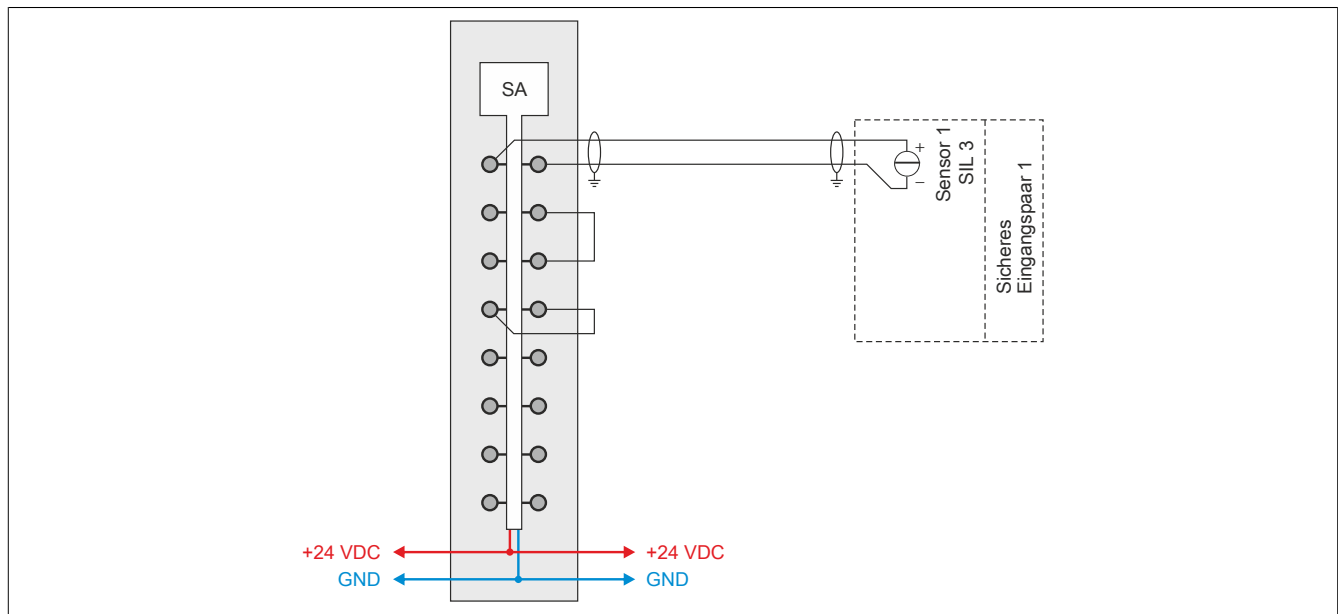 SA
+
−
Sensor 1
SIL 3
Sicheres
Eingangspaar 1
+24 VDC
+24 VDC
GND
GND